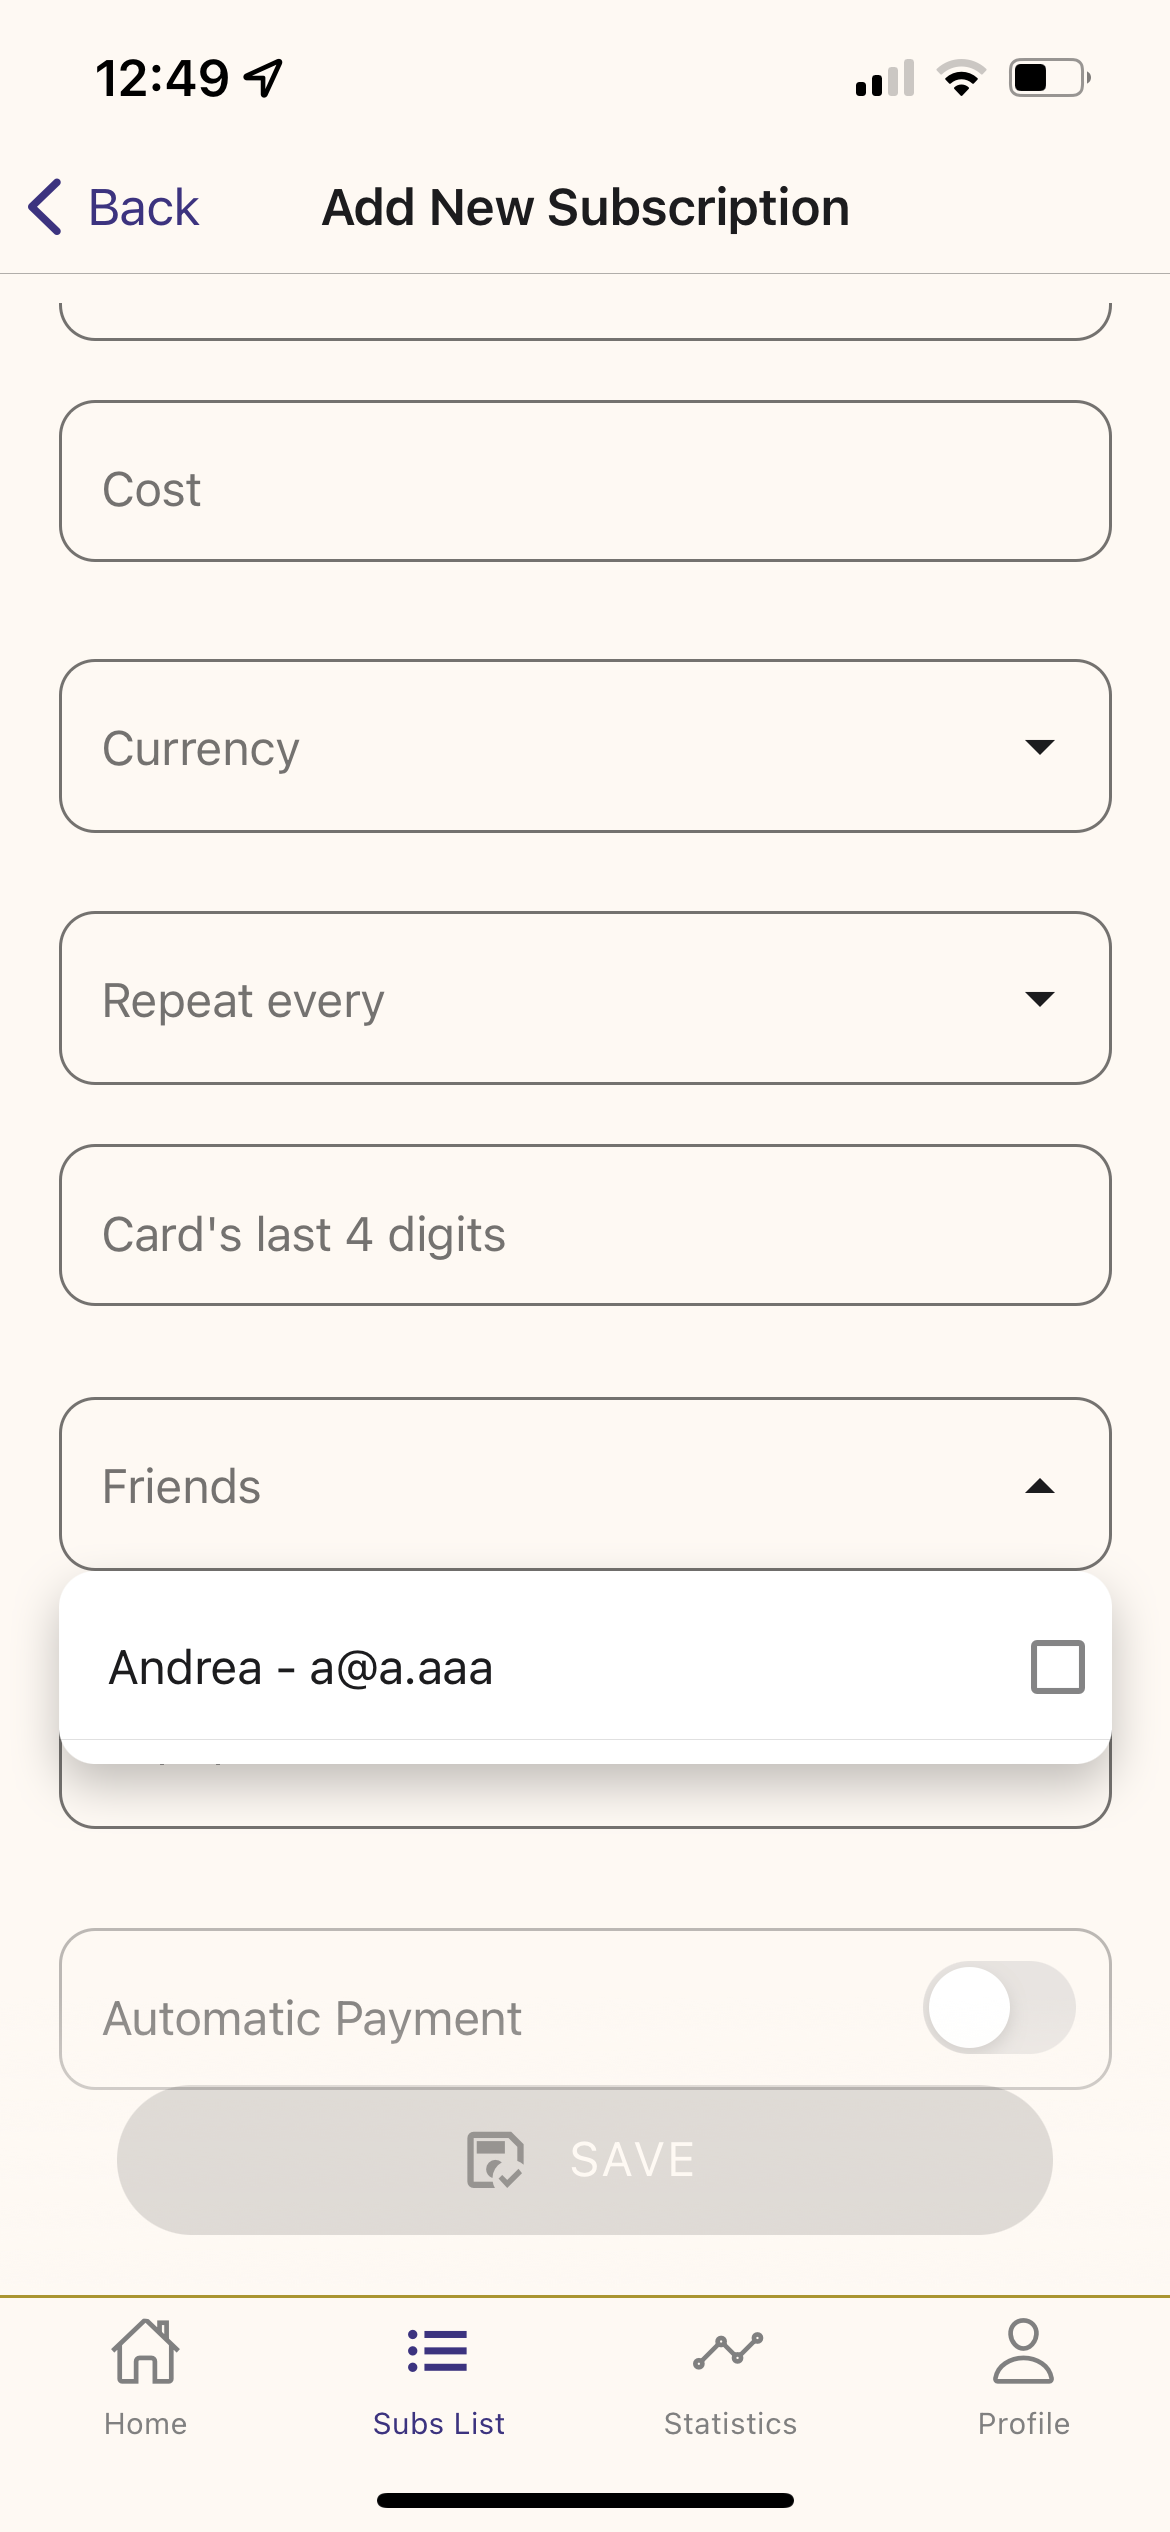 12:49
Back
Add New Subscription
Cost
Currency
Repeat every
Card's last 4 digits
Friends
Andrea - a@a.aaa
Automatic Payment
SAVE
Home
Subs List
Statistics
Profile